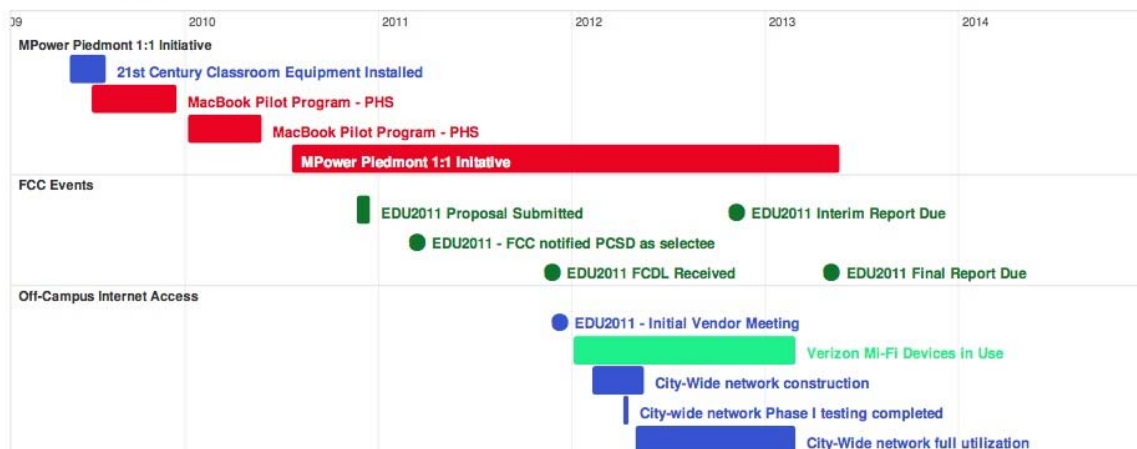 09 2010 2011 2012 2013 2014
MPower Piedmont 1:1 Initiative
21st Century Classroom Equipment Installed
MacBook Pilot Program - PHS
MacBook Pilot Program - PHS
MPower Piedmont 1:1 Initative
FCC Events
EDU2011 Proposal Submitted EDU2011 Interim Report Due
EDU2011 - FCC notified PCSD as selectee
EDU2011 FCDL Received EDU2011 Final Report Due
Off-Campus Internet Access
EDU2011 - Initial Vendor Meeting
Verizon Mi-Fi Devices in Use
City-Wide network construction
City-wide network Phase I testing completed
City-Wide network full utilization